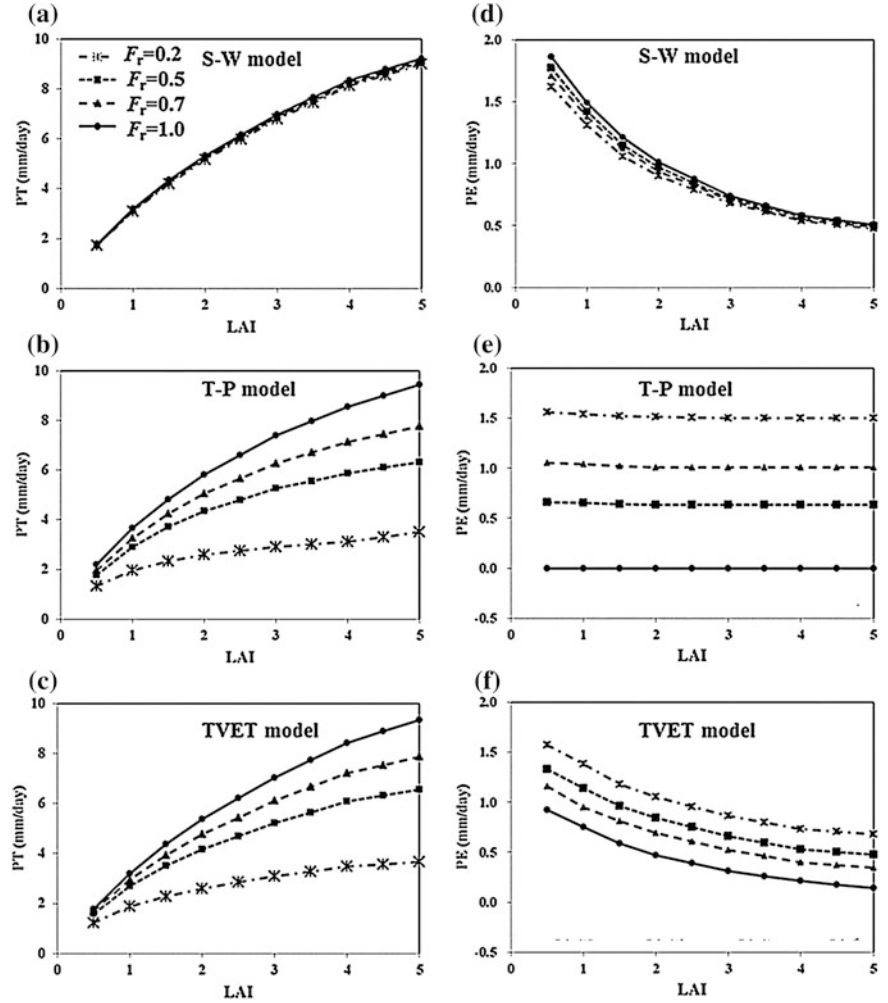 (a)
10
8
6
4
2
0
PT (mm/day)
Fr=0.2
Fr=0.5
Fr=0.7
Fr=1.0
S-W model
0 1 2 3 4 5
LAI
(d)
2.0
1.5
1.0
0.5
0.0
PE (mm/day)
S-W model
0 1 2 3 4 5
LAI
(b)
10
8
6
4
2
0
PT (mm/day)
T-P model
0 1 2 3 4 5
LAI
(e)
2.0
1.5
1.0
0.5
0.0
-0.5
PE (mm/day)
T-P model
0 1 2 3 4 5
LAI
(c)
10
8
6
4
2
0
PT (mm/day)
TVET model
0 1 2 3 4 5
LAI
(f)
2.0
1.5
1.0
0.5
0.0
-0.5
PE (mm/day)
TVET model
0 1 2 3 4 5
LAI